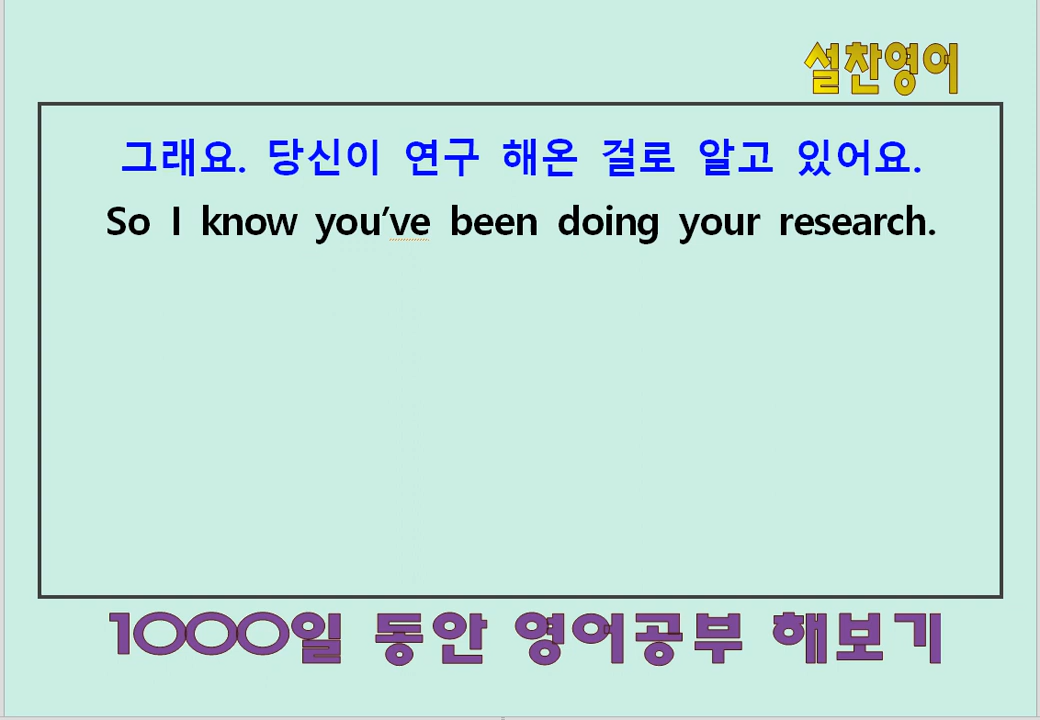 설찬영어
그래요. 당신이 연구 해온 걸로 알고 있어요.
So I know you've been doing your research.
1000일 동안 영어공부 해보기